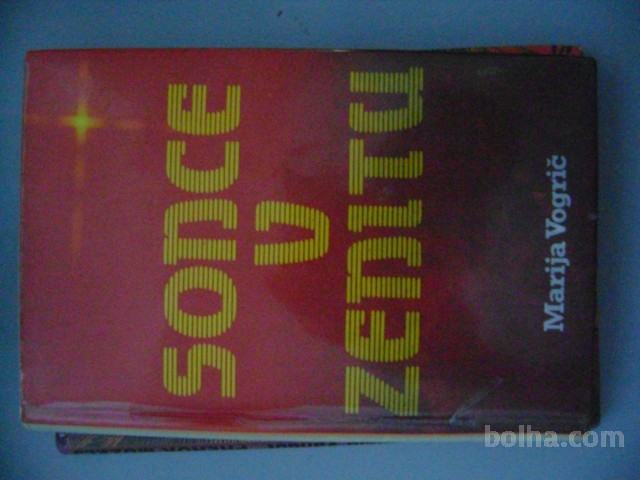 SONCE
V
ZENITU
Marija Vogrič
bolha.com